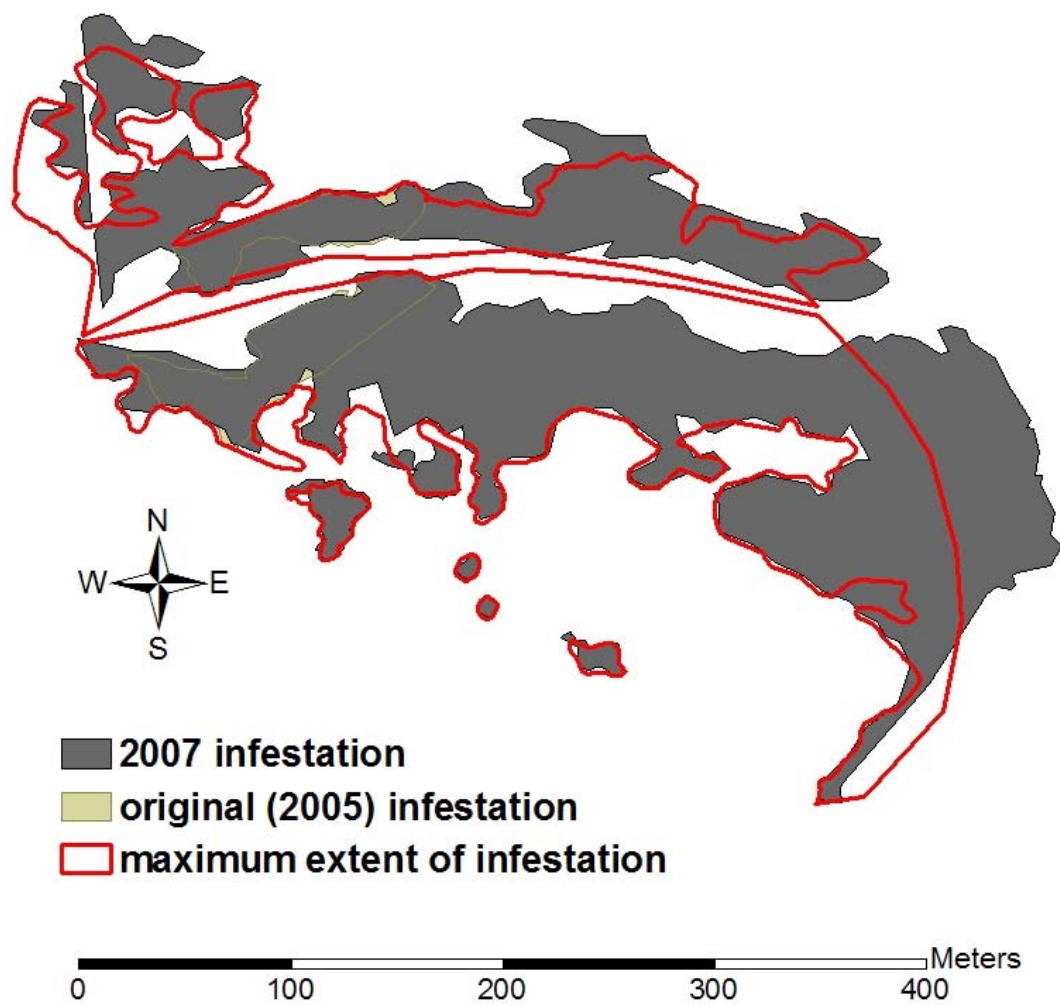 N
W E
S
2007 infestation
original (2005) infestation
maximum extent of infestation
Meters
0 100 200 300 400